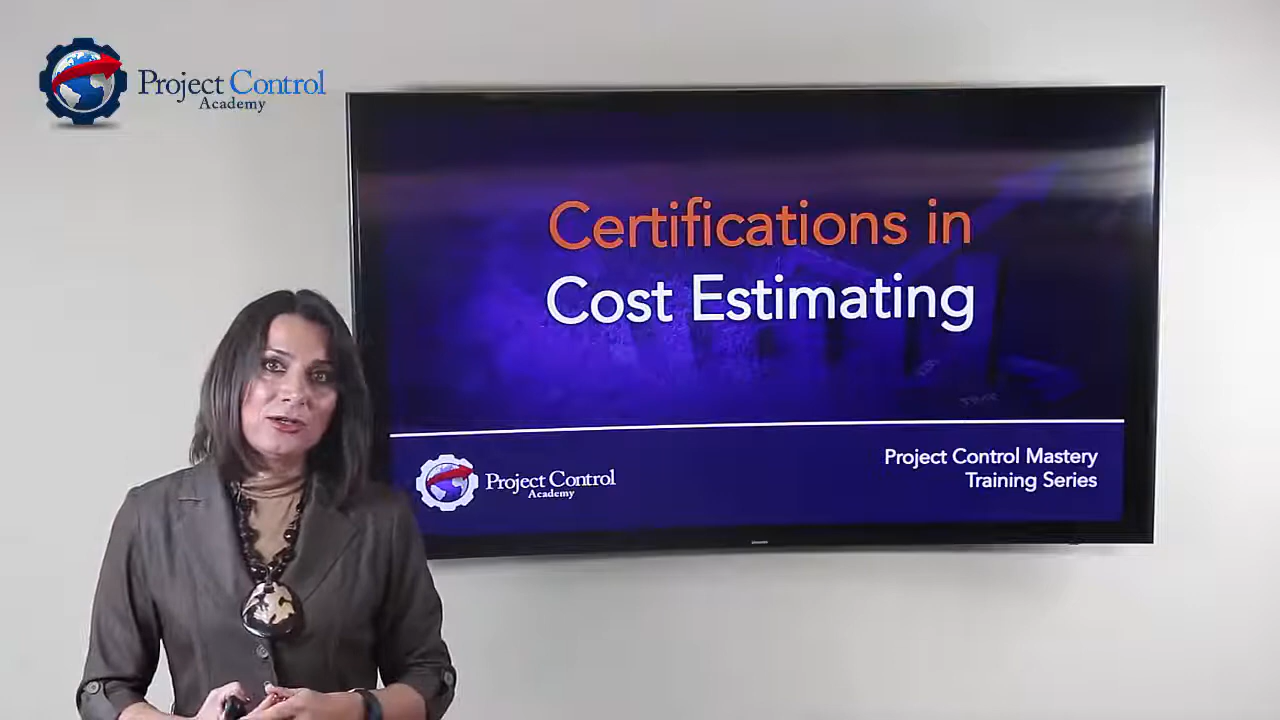 Project Control
Academy
Certifications in
Cost Estimating
Project Control
Academy
Project Control Mastery
Training Series